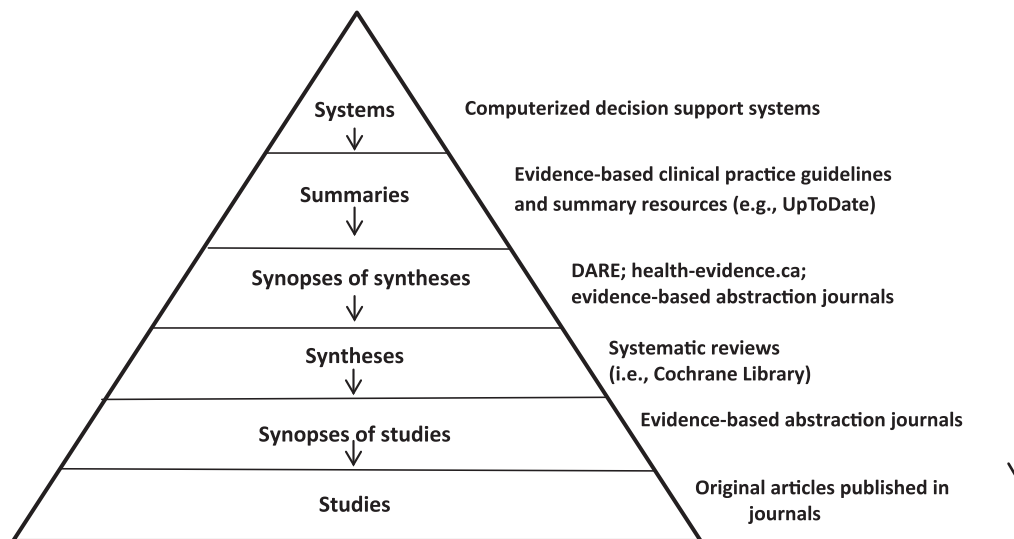 Systems
Computerized decision support systems
Summaries
Evidence-based clinical practice guidelines
and summary resources (e.g., UpToDate)
Synopses of syntheses
DARE; health-evidence.ca;
evidence-based abstraction journals
Syntheses
Systematic reviews
(i.e., Cochrane Library)
Synopses of studies
Evidence-based abstraction journals
Studies
Original articles published in
journals